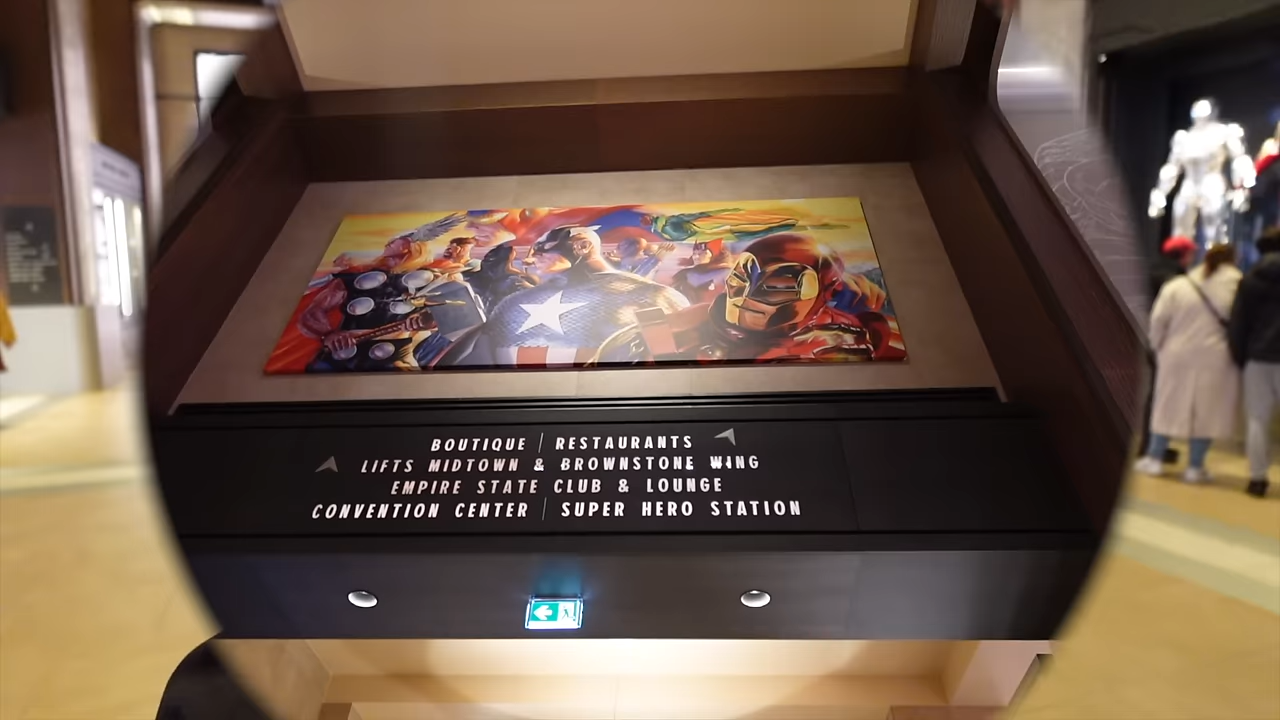 BOUTIQUE | RESTAURANTS
LIFTS MIDTOWN & BROWNSTONE WING
EMPIRE STATE CLUB & LOUNGE
CONVENTION CENTER | SUPER HERO STATION